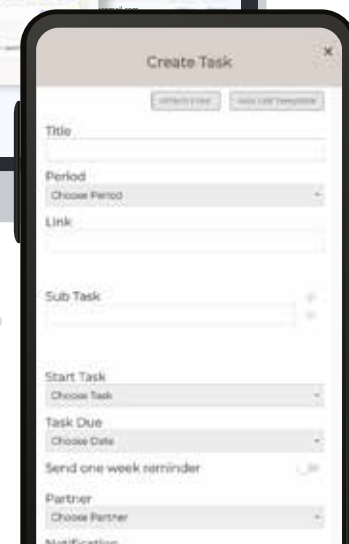 Create Task
×
Title
Period
Choose Period
Link
Sub Task
Start Task
Choose Task
Task Due
Choose Date
Send one week reminder
Partner
Choose Partner
Notification